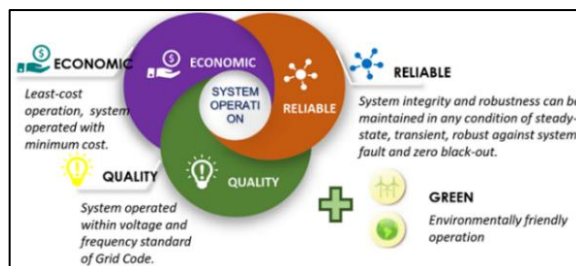 ECONOMIC
Least-cost
operation, system
operated with
minimum cost.
ECONOMIC
SYSTEM
OPERATI
ON
RELIABLE
QUALITY
RELIABLE
System integrity and robustness can be
maintained in any condition of steady-
state, transient, robust against system
fault and zero black-out.
QUALITY
System operated
within voltage and
frequency standard
of Grid Code.
GREEN
Environmentally friendly
operation